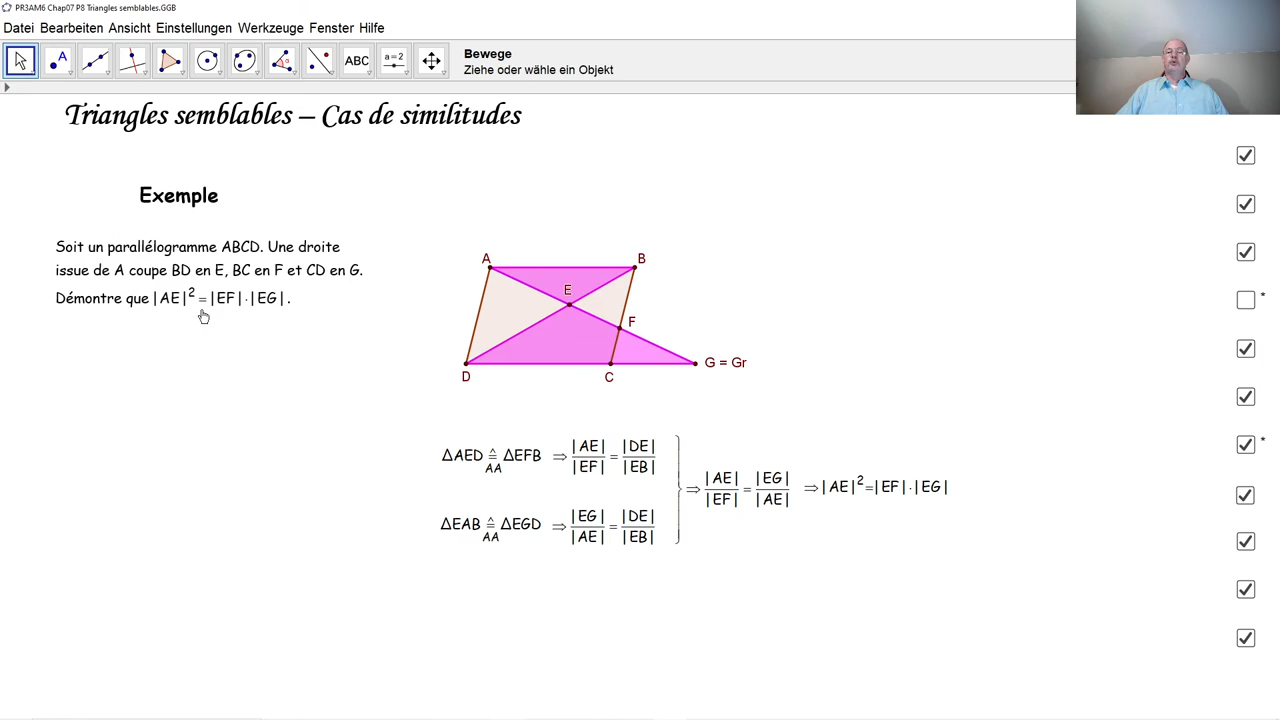 PR3AM6 Chap07 P8 Triangles semblables.GGB
Datei Bearbeiten Ansicht Einstellungen Werkzeuge Fenster Hilfe
A
ABC
a = 2
Bewege
Ziehe oder wähle ein Objekt
Triangles semblables – Cas de similitudes
Exemple
Soit un parallélogramme ABCD. Une droite
issue de A coupe BD en E, BC en F et CD en G.
Démontre que |AE|² = |EF| · |EG| .
A
B
E
F
G = Gr
D
C
*
*
ΔAED ≙ ΔEFB ⇒ |AE| / |EF| = |DE| / |EB|
AA
ΔEAB ≙ ΔEGD ⇒ |EG| / |AE| = |DE| / |EB|
AA
⇒ |AE| / |EF| = |EG| / |AE| ⇒ |AE|² = |EF| · |EG|